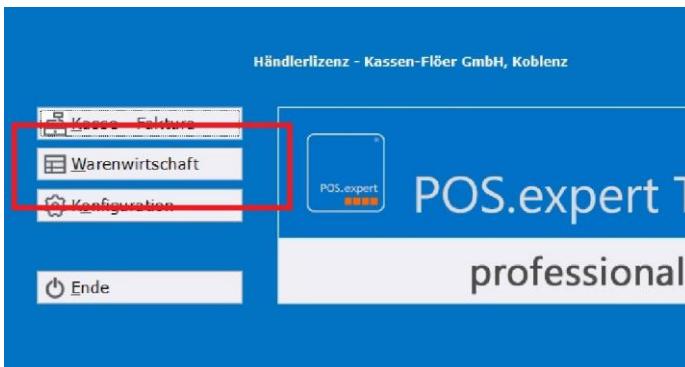 Händlerlizenz - Kassen-Flöer GmbH, Koblenz
Kasse - Faktura
Warenwirtschaft
Konfiguration
Ende
POS.expert
POS.expert T
professional